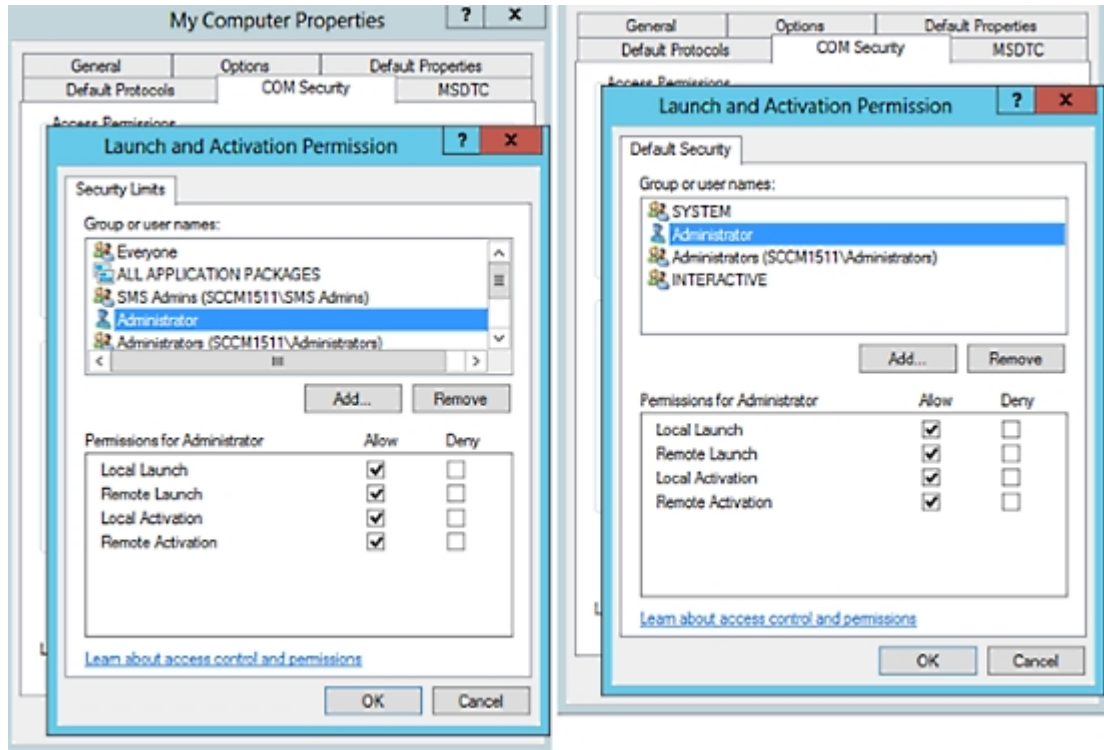 My Computer Properties ? x
General Options Default Properties
Default Protocols COM Security MSDTC
Access Permissions
Launch and Activation Permission ? x
Security Limits
Group or user names:
Everyone
ALL APPLICATION PACKAGES
SMS Admins (SCCM1511\SMS Admins)
Administrator
Administrators (SCCM1511\Administrators)
Add... Remove
Permissions for Administrator Allow Deny
Local Launch
Remote Launch
Local Activation
Remote Activation
Learn about access control and permissions
OK Cancel
General Options Default Properties
Default Protocols COM Security MSDTC
Access Permissions
Launch and Activation Permission ? x
Default Security
Group or user names:
SYSTEM
Administrator
Administrators (SCCM1511\Administrators)
INTERACTIVE
Add... Remove
Permissions for Administrator Allow Deny
Local Launch
Remote Launch
Local Activation
Remote Activation
Learn about access control and permissions
OK Cancel